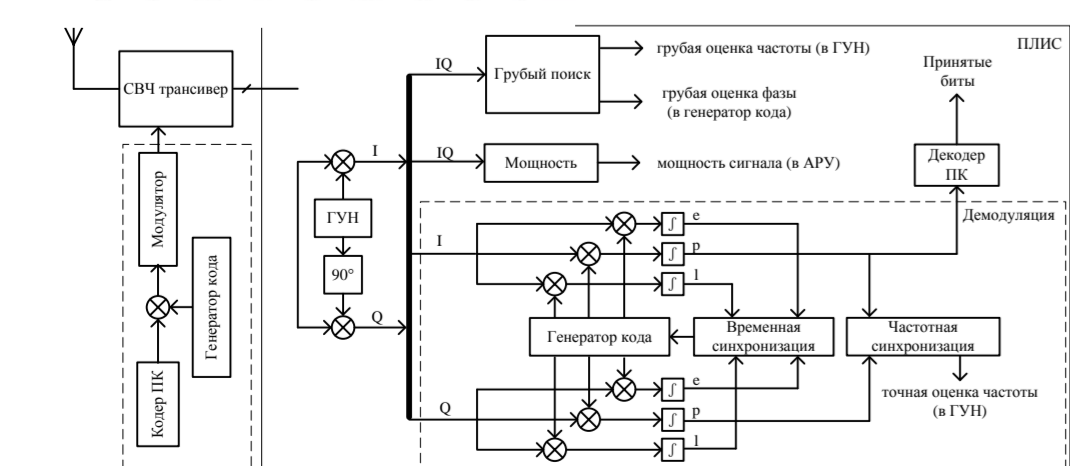 ПЛИС
СВЧ трансивер
Модулятор
Генератор кода
Кодер ПК
I
ГУН
90°
Q
IQ
Грубый поиск
грубая оценка частоты (в ГУН)
грубая оценка фазы
(в генератор кода)
IQ
Мощность
мощность сигнала (в АРУ)
Принятые
биты
Декодер
ПК
Демодуляция
I
∫ e
∫ p
∫ l
Генератор кода
Временная
синхронизация
Частотная
синхронизация
точная оценка частоты
(в ГУН)
Q
∫ e
∫ p
∫ l